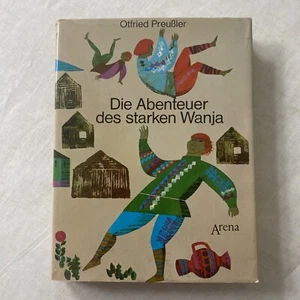 Otfried Preußler
Die Abenteuer
des starken Wanja
Arena